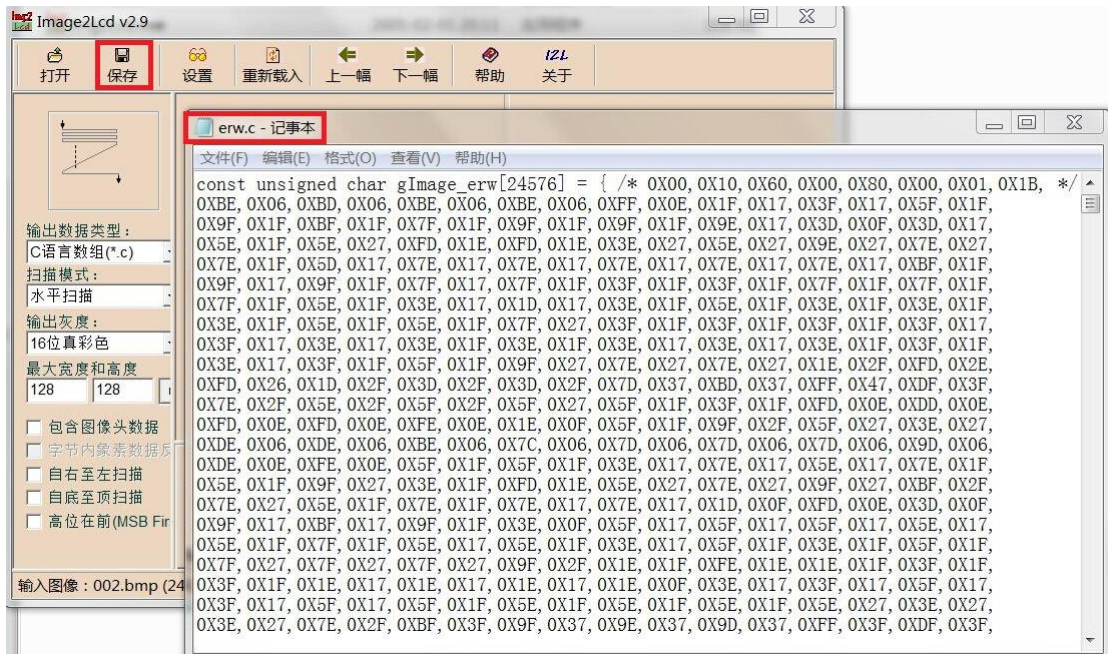 Image2Lcd v2.9
打开 保存 设置 重新载入 上一幅 下一幅 帮助 关于
erw.c - 记事本
文件(F) 编辑(E) 格式(O) 查看(V) 帮助(H)
const unsigned char gImage_erw[24576] = { /* 0X00,0X10,0X60,0X00,0X80,0X00,0X01,0X1B, */
0XBE,0X06,0XBD,0X06,0XBE,0X06,0XBE,0X06,0XFF,0X0E,0X1F,0X17,0X3F,0X17,0X5F,0X1F,
0X9F,0X1F,0XBF,0X1F,0X7F,0X1F,0X9F,0X1F,0X9F,0X1F,0X9E,0X17,0X3D,0X0F,0X3D,0X17,
0X5E,0X1F,0X5E,0X27,0XFD,0X1E,0XFD,0X1E,0X3E,0X27,0X5E,0X27,0X9E,0X27,0X7E,0X27,
0X7E,0X1F,0X5D,0X17,0X7E,0X17,0X7E,0X17,0X7E,0X17,0X7E,0X17,0X7E,0X17,0XBF,0X1F,
0X9F,0X17,0X9F,0X1F,0X7F,0X17,0X7F,0X1F,0X3F,0X1F,0X3F,0X1F,0X7F,0X1F,0X7F,0X1F,
0X7F,0X1F,0X5E,0X1F,0X3E,0X17,0X1D,0X17,0X3E,0X1F,0X5E,0X1F,0X3E,0X1F,0X3E,0X1F,
0X3E,0X1F,0X5E,0X1F,0X5E,0X1F,0X7F,0X27,0X3F,0X1F,0X3F,0X1F,0X3F,0X1F,0X3F,0X17,
0X3F,0X17,0X3E,0X17,0X3E,0X1F,0X3E,0X1F,0X3E,0X17,0X3E,0X17,0X3E,0X1F,0X3F,0X1F,
0X3E,0X17,0X3F,0X1F,0X5F,0X1F,0X9F,0X27,0X7E,0X27,0X7E,0X27,0X1E,0X2F,0XFD,0X2E,
0XFD,0X26,0X1D,0X2F,0X3D,0X2F,0X3D,0X2F,0X7D,0X37,0XBD,0X37,0XFF,0X47,0XDF,0X3F,
0X7E,0X2F,0X5E,0X2F,0X5F,0X2F,0X5F,0X27,0X5F,0X1F,0X3F,0X1F,0XFD,0X0E,0XDD,0X0E,
0XFD,0X0E,0XFD,0X0E,0XFE,0X0E,0X1E,0X0F,0X5F,0X1F,0X9F,0X2F,0X5F,0X27,0X3E,0X27,
0XDE,0X06,0XDE,0X06,0XBE,0X06,0X7C,0X06,0X7D,0X06,0X7D,0X06,0X7D,0X06,0X9D,0X06,
0XDE,0X0E,0XFE,0X0E,0X5F,0X1F,0X5F,0X1F,0X3E,0X17,0X7E,0X17,0X5E,0X17,0X7E,0X1F,
0X5E,0X1F,0X9F,0X27,0X3E,0X1F,0XFD,0X1E,0X5E,0X27,0X7E,0X27,0X9F,0X27,0XBF,0X2F,
0X7E,0X27,0X5E,0X1F,0X7E,0X1F,0X7E,0X17,0X7E,0X17,0X1D,0X0F,0XFD,0X0E,0X3D,0X0F,
0X9F,0X17,0XBF,0X17,0X9F,0X1F,0X3E,0X0F,0X5F,0X17,0X5F,0X17,0X5F,0X17,0X5E,0X17,
0X5E,0X1F,0X7F,0X1F,0X5E,0X17,0X5E,0X1F,0X3E,0X17,0X5F,0X1F,0X3E,0X1F,0X5F,0X1F,
0X7F,0X27,0X7F,0X27,0X7F,0X27,0X9F,0X2F,0X1E,0X1F,0XFE,0X1E,0X1E,0X1F,0X3F,0X1F,
0X3F,0X1F,0X1E,0X17,0X1E,0X17,0X1E,0X17,0X1E,0X0F,0X3E,0X17,0X3F,0X17,0X5F,0X17,
0X3F,0X17,0X5F,0X17,0X5F,0X1F,0X5E,0X1F,0X5E,0X1F,0X5E,0X1F,0X5E,0X27,0X3E,0X27,
0X3E,0X27,0X7E,0X2F,0XBF,0X3F,0X9F,0X37,0X9E,0X37,0X9D,0X37,0XFF,0X3F,0XDF,0X3F,
输出数据类型：
C语言数组(*.c)
扫描模式：
水平扫描
输出灰度：
16位真彩色
最大宽度和高度
128 128
包含图像头数据
字节内象素数据反
自右至左扫描
自底至顶扫描
高位在前(MSB Fir
输入图像：002.bmp (24